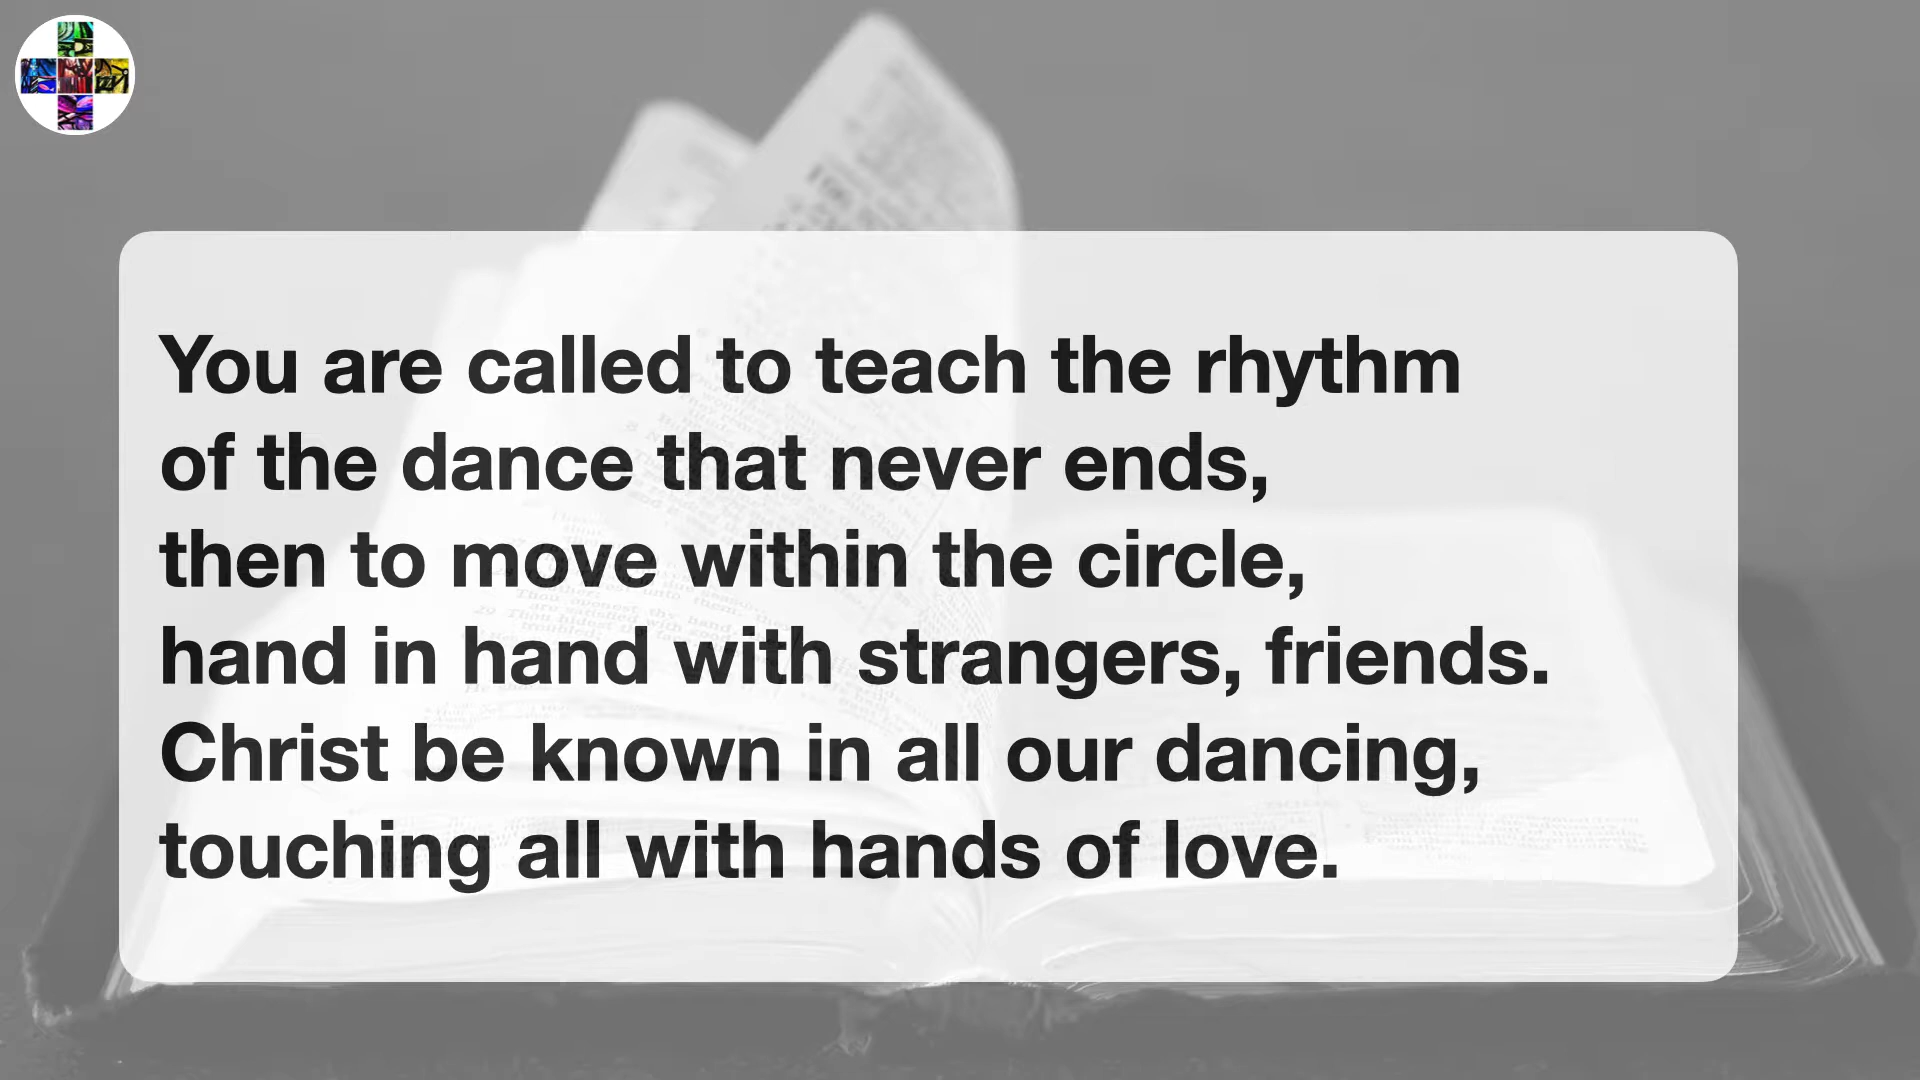 You are called to teach the rhythm
of the dance that never ends,
then to move within the circle,
hand in hand with strangers, friends.
Christ be known in all our dancing,
touching all with hands of love.